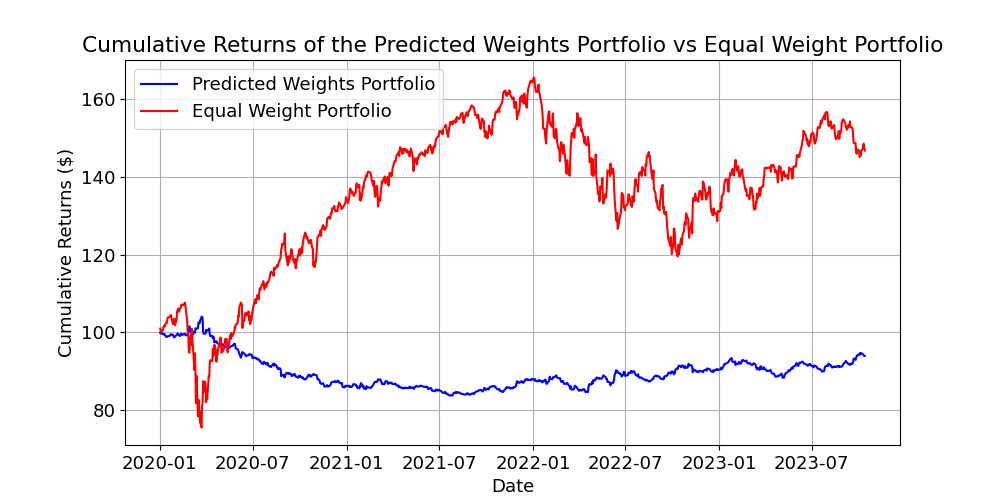 Cumulative Returns of the Predicted Weights Portfolio vs Equal Weight Portfolio
Predicted Weights Portfolio
Equal Weight Portfolio
Cumulative Returns ($)
160
140
120
100
80
2020-01 2020-07 2021-01 2021-07 2022-01 2022-07 2023-01 2023-07
Date